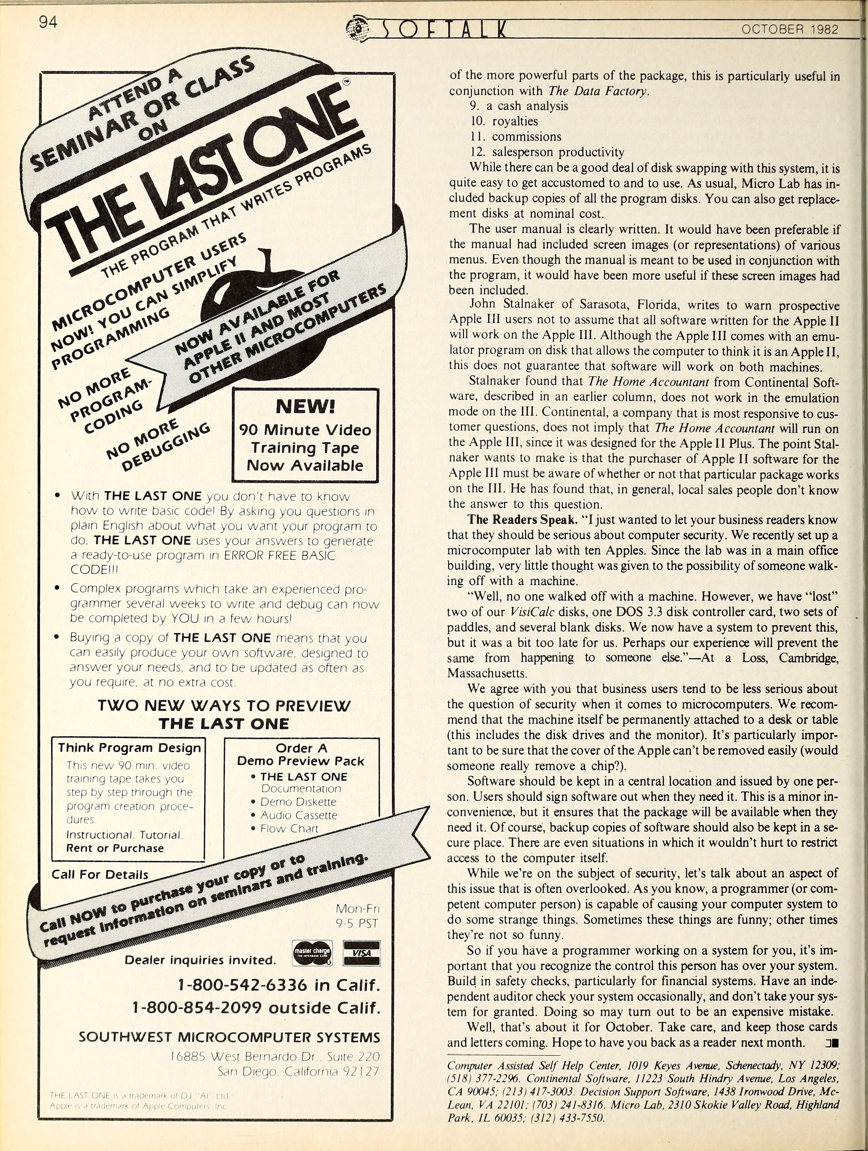 94
SOFTALK
OCTOBER 1982
ATTEND A
SEMINAR OR CLASS
ON
THE LAST ONE™
THE PROGRAM THAT WRITES PROGRAMS
MICROCOMPUTER USERS
NOW! YOU CAN SIMPLIFY
PROGRAMMING
NOW AVAILABLE FOR
APPLE II AND MOST
OTHER MICROCOMPUTERS
NO MORE
PROGRAM-
CODING
NO MORE
DEBUGGING
NEW!
90 Minute Video
Training Tape
Now Available
• With THE LAST ONE you don't have to know
how to write basic code! By asking you questions in
plain English about what you want your program to
do, THE LAST ONE uses your answers to generate
a ready-to-use program in ERROR FREE BASIC
CODE!!!
• Complex programs which take an experienced pro-
grammer several weeks to write and debug can now
be completed by YOU in a few hours!
• Buying a copy of THE LAST ONE means that you
can easily produce your own software, designed to
answer your needs, and to be updated as often as
you require, at no extra cost.
TWO NEW WAYS TO PREVIEW
THE LAST ONE
Think Program Design
This new 90 min. video
training tape takes you
step by step through the
program creation proce-
dures.
Instructional. Tutorial.
Rent or Purchase
Order A
Demo Preview Pack
• THE LAST ONE
Documentation
• Demo Diskette
• Audio Cassette
• Flow Chart
Call For Details
Call NOW to purchase your copy or to
request information on seminars and training.
Mon-Fri
9-5 PST
Dealer inquiries invited.
master charge
VISA
1-800-542-6336 in Calif.
1-800-854-2099 outside Calif.
SOUTHWEST MICROCOMPUTER SYSTEMS
16885 West Bernardo Dr., Suite 220
San Diego, California 92127
THE LAST ONE is a trademark of D.J. 'AI' Ltd.
Apple is a trademark of Apple Computers, Inc.
of the more powerful parts of the package, this is particularly useful in
conjunction with The Data Factory.
9. a cash analysis
10. royalties
11. commissions
12. salesperson productivity
While there can be a good deal of disk swapping with this system, it is
quite easy to get accustomed to and to use. As usual, Micro Lab has in-
cluded backup copies of all the program disks. You can also get replace-
ment disks at nominal cost.
The user manual is clearly written. It would have been preferable if
the manual had included screen images (or representations) of various
menus. Even though the manual is meant to be used in conjunction with
the program, it would have been more useful if these screen images had
been included.
John Stalnaker of Sarasota, Florida, writes to warn prospective
Apple III users not to assume that all software written for the Apple II
will work on the Apple III. Although the Apple III comes with an emu-
lator program on disk that allows the computer to think it is an Apple II,
this does not guarantee that software will work on both machines.
Stalnaker found that The Home Accountant from Continental Soft-
ware, described in an earlier column, does not work in the emulation
mode on the III. Continental, a company that is most responsive to cus-
tomer questions, does not imply that The Home Accountant will run on
the Apple III, since it was designed for the Apple II Plus. The point Stal-
naker wants to make is that the purchaser of Apple II software for the
Apple III must be aware of whether or not that particular package works
on the III. He has found that, in general, local sales people don't know
the answer to this question.
The Readers Speak. "I just wanted to let your business readers know
that they should be serious about computer security. We recently set up a
microcomputer lab with ten Apples. Since the lab was in a main office
building, very little thought was given to the possibility of someone walk-
ing off with a machine.
"Well, no one walked off with a machine. However, we have "lost"
two of our VisiCalc disks, one DOS 3.3 disk controller card, two sets of
paddles, and several blank disks. We now have a system to prevent this,
but it was a bit too late for us. Perhaps our experience will prevent the
same from happening to someone else."—At a Loss, Cambridge,
Massachusetts.
We agree with you that business users tend to be less serious about
the question of security when it comes to microcomputers. We recom-
mend that the machine itself be permanently attached to a desk or table
(this includes the disk drives and the monitor). It's particularly impor-
tant to be sure that the cover of the Apple can't be removed easily (would
someone really remove a chip?).
Software should be kept in a central location and issued by one per-
son. Users should sign software out when they need it. This is a minor in-
convenience, but it ensures that the package will be available when they
need it. Of course, backup copies of software should also be kept in a se-
cure place. There are even situations in which it wouldn't hurt to restrict
access to the computer itself.
While we're on the subject of security, let's talk about an aspect of
this issue that is often overlooked. As you know, a programmer (or com-
petent computer person) is capable of causing your computer system to
do some strange things. Sometimes these things are funny; other times
they're not so funny.
So if you have a programmer working on a system for you, it's im-
portant that you recognize the control this person has over your system.
Build in safety checks, particularly for financial systems. Have an inde-
pendent auditor check your system occasionally, and don't take your sys-
tem for granted. Doing so may turn out to be an expensive mistake.
Well, that's about it for October. Take care, and keep those cards
and letters coming. Hope to have you back as a reader next month.
Computer Assisted Self Help Center, 1019 Keyes Avenue, Schenectady, NY 12309;
(518) 377-2296. Continental Software, 11223 South Hindry Avenue, Los Angeles,
CA 90045; (213) 417-3003. Decision Support Software, 1438 Ironwood Drive, Mc-
Lean, VA 22101; (703) 241-8316. Micro Lab, 2310 Skokie Valley Road, Highland
Park, IL 60035; (312) 433-7550.